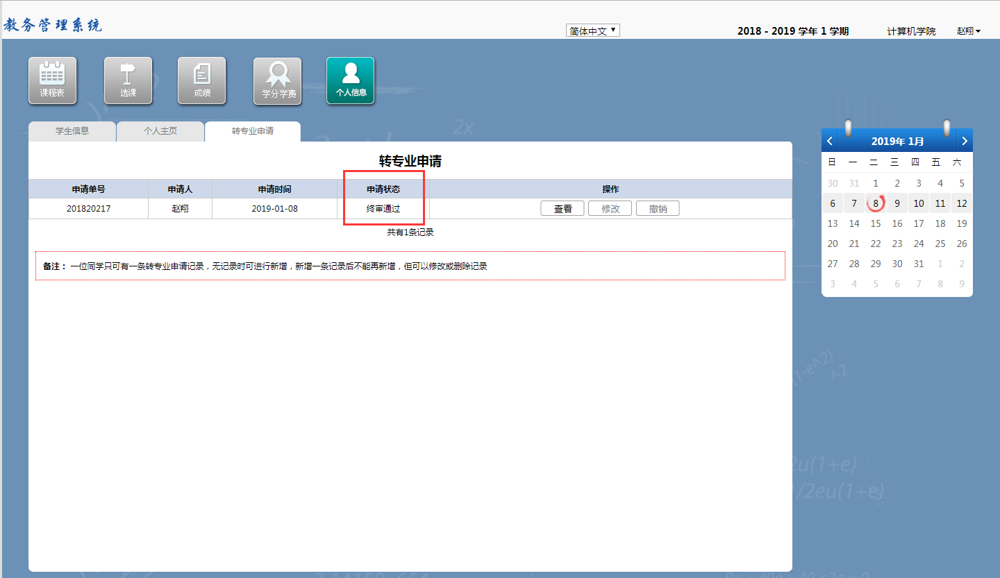 教务管理系统
简体中文 2018 - 2019 学年 1 学期 计算机学院 赵翔
课程表 选课 成绩 学分学费 个人信息
学生信息 个人主页 转专业申请
转专业申请
申请单号 申请人 申请时间 申请状态 操作
201820217 赵翔 2019-01-08 终审通过 查看 修改 撤销
共有1条记录
备注： 一位同学只可有一条转专业申请记录，无记录时可进行新增，新增一条记录后不能再新增，但可以修改或删除记录
2019年 1月
日 一 二 三 四 五 六
30 31 1 2 3 4 5
6 7 8 9 10 11 12
13 14 15 16 17 18 19
20 21 22 23 24 25 26
27 28 29 30 31 1 2
3 4 5 6 7 8 9
2x
2u(1+e)
1/2eu(1+e)